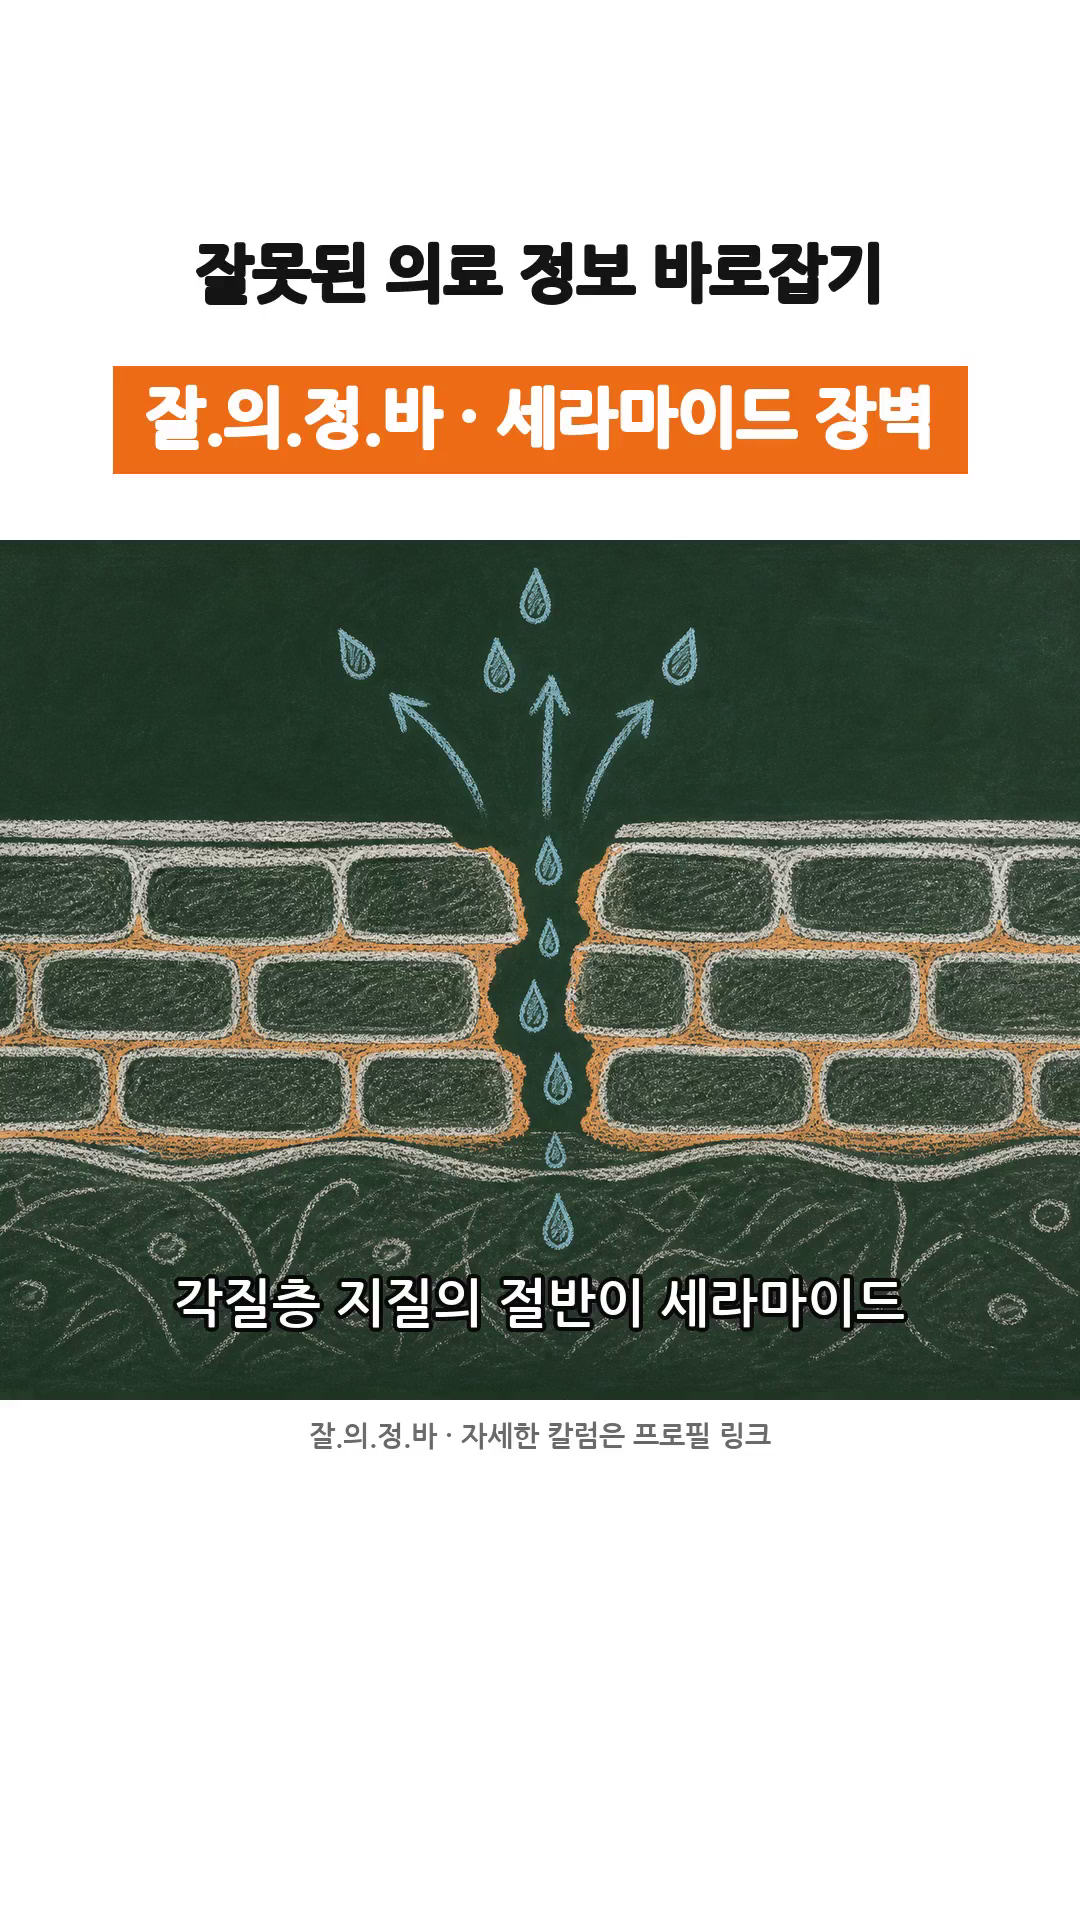 잘못된 의료 정보 바로잡기
잘.의.정.바 · 세라마이드 장벽
각질층 지질의 절반이 세라마이드
잘.의.정.바 · 자세한 칼럼은 프로필 링크